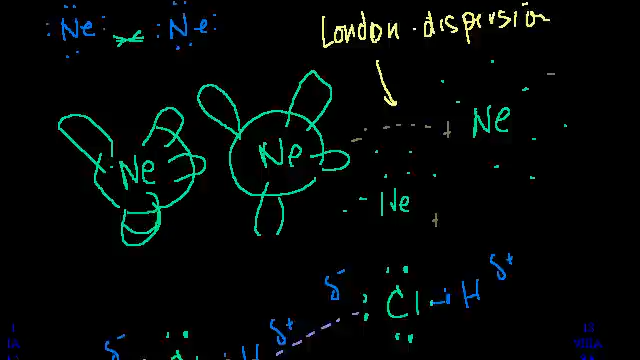 :Ne: :Ne:
London dispersion
Ne Ne Ne
Ne
δ- Cl-H δ+
δ- H δ+